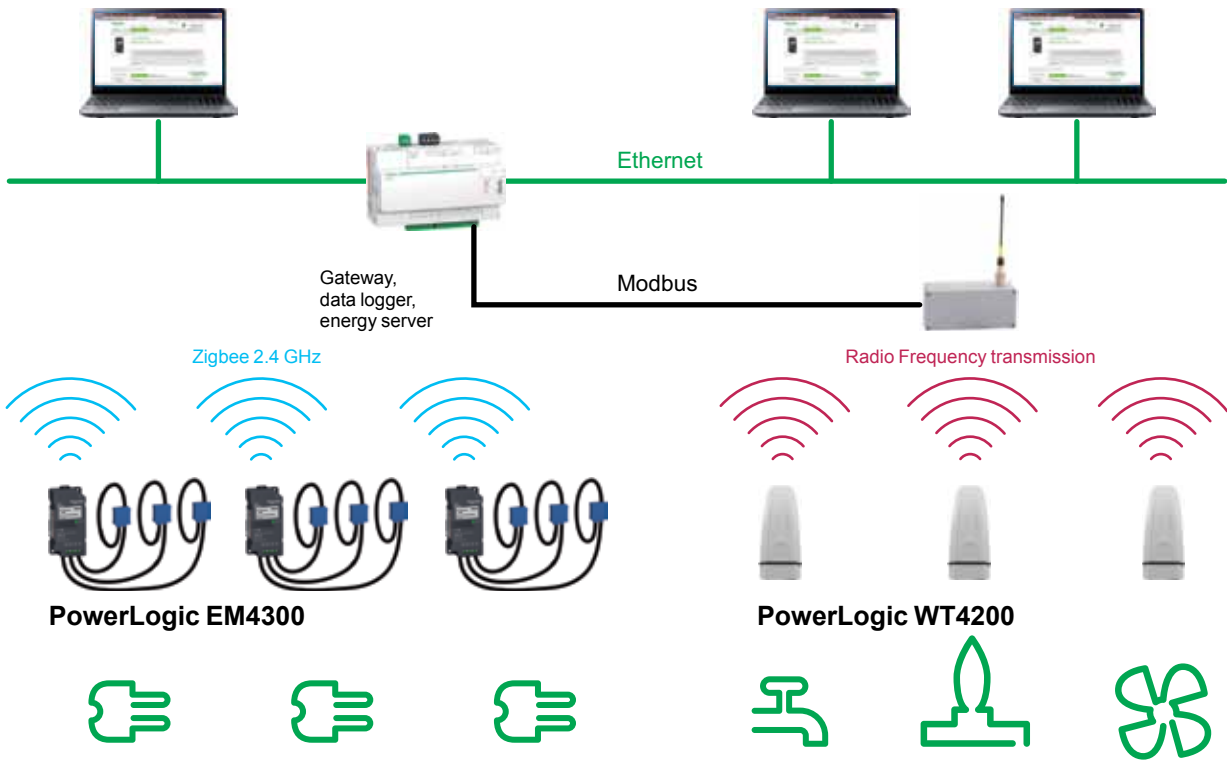 Ethernet
Gateway,
data logger,
energy server
Modbus
Zigbee 2.4 GHz
Radio Frequency transmission
PowerLogic EM4300
PowerLogic WT4200